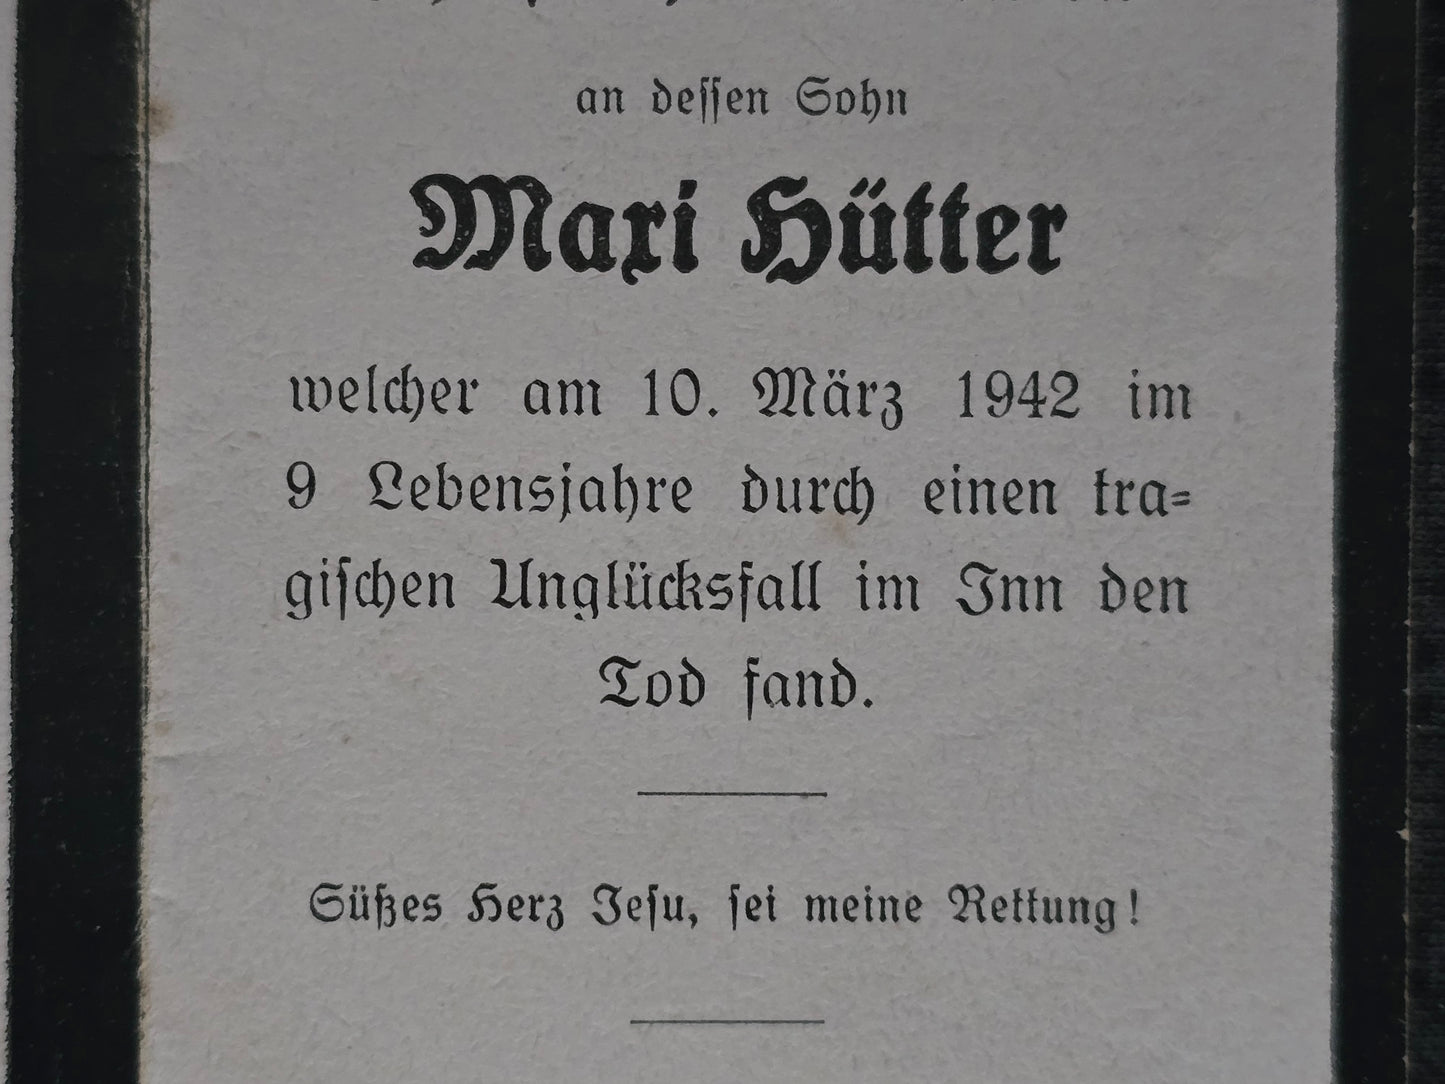 an dessen Sohn
Maxi Hütter
welcher am 10. März 1942 im
9 Lebensjahre durch einen tra-
gischen Unglücksfall im Inn den
Tod fand.
Süßes Herz Jesu, sei meine Rettung!